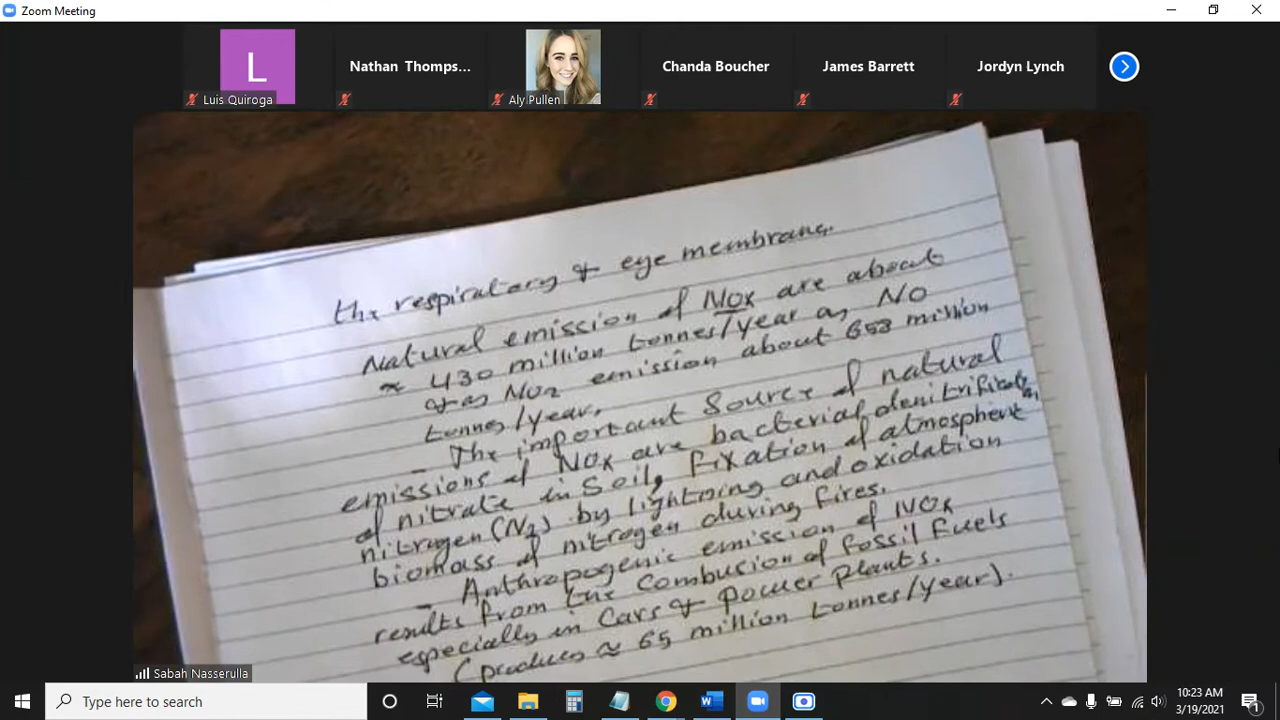 Zoom Meeting
L
Luis Quiroga
Nathan Thomps...
Aly Pullen
Chanda Boucher
James Barrett
Jordyn Lynch
the respiratory & eye membrane.
Natural emission of NOx are about
≈ 430 million tonnes/year as NO
& as NO2 emission about 658 million
tonnes/year.
- The important Source of natural
emissions of NOx are bacterial denitrification
of nitrate in Soil, fixation of atmospheric
nitrogen (N2) by lightning and oxidation
biomass of nitrogen during fires.
- Anthropogenic emission of NOx
results from the combusion of fossil fuels
especially in Cars & power plants.
(produces ≈ 65 million tonnes/year).
Sabah Nasserulla
Type here to search
10:23 AM
3/19/2021
1